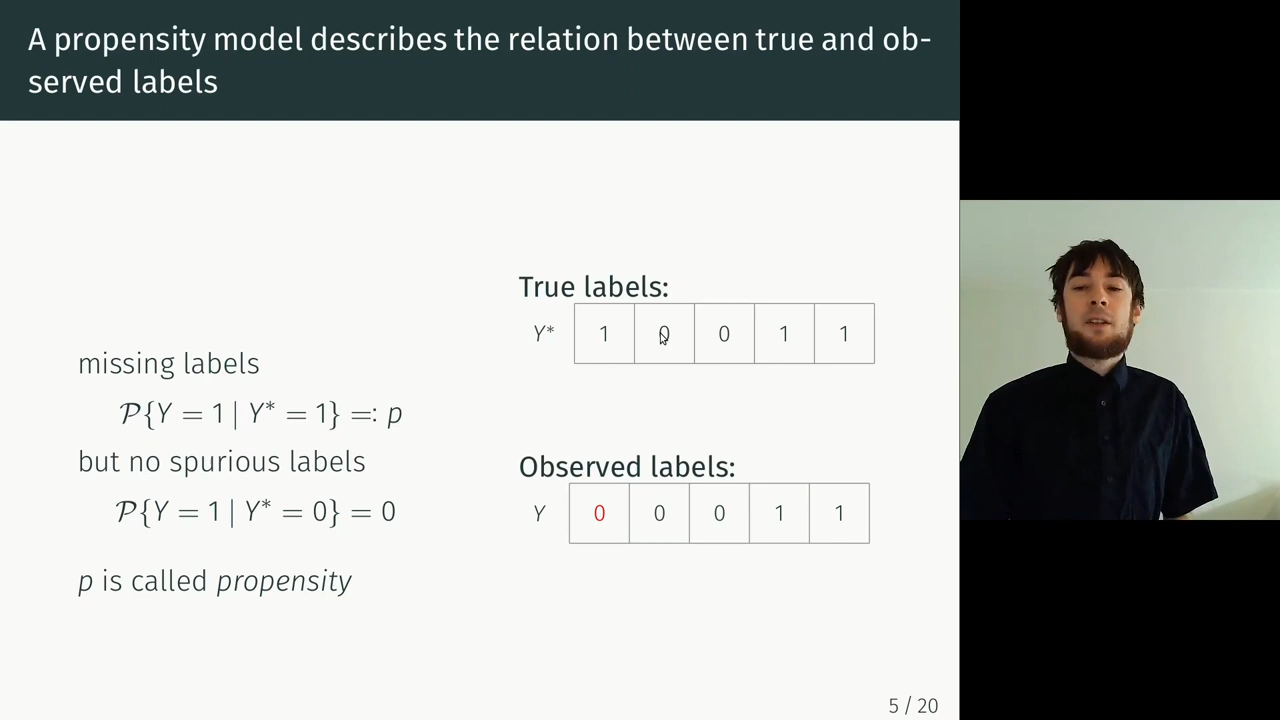 A propensity model describes the relation between true and ob-
served labels
missing labels
𝒫{Y = 1 | Y* = 1} =: p
but no spurious labels
𝒫{Y = 1 | Y* = 0} = 0
p is called propensity
True labels:
Y* 1 0 0 1 1
Observed labels:
Y 0 0 0 1 1
5 / 20